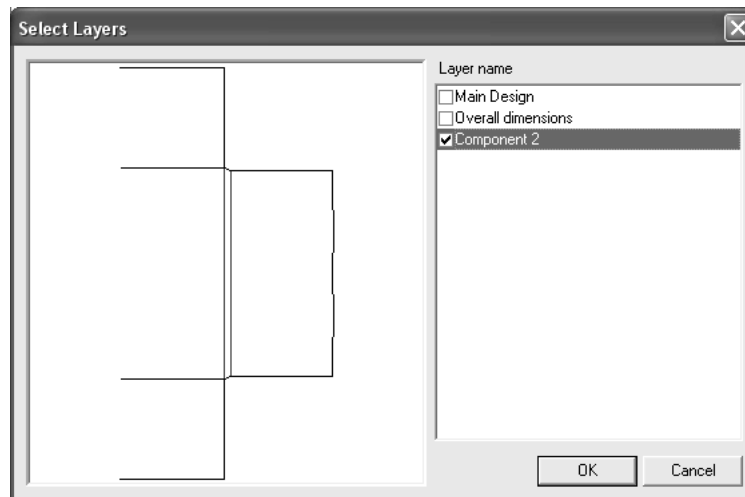 Select Layers
Layer name
Main Design
Overall dimensions
Component 2
OK
Cancel